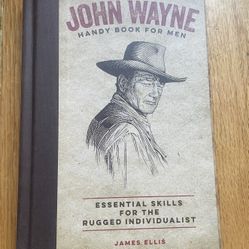 JOHN WAYNE
HANDY BOOK FOR MEN
ESSENTIAL SKILLS
FOR THE
RUGGED INDIVIDUALIST
JAMES ELLIS